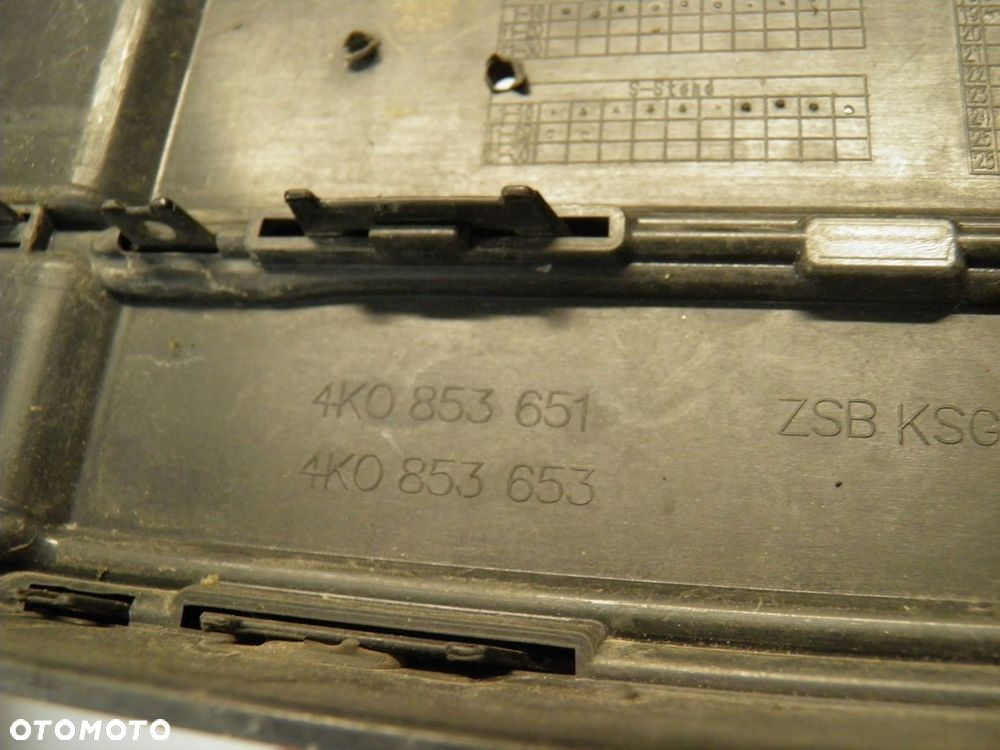 S-Stand
4K0 853 651
ZSB KSG
4K0 853 653
OTOMOTO